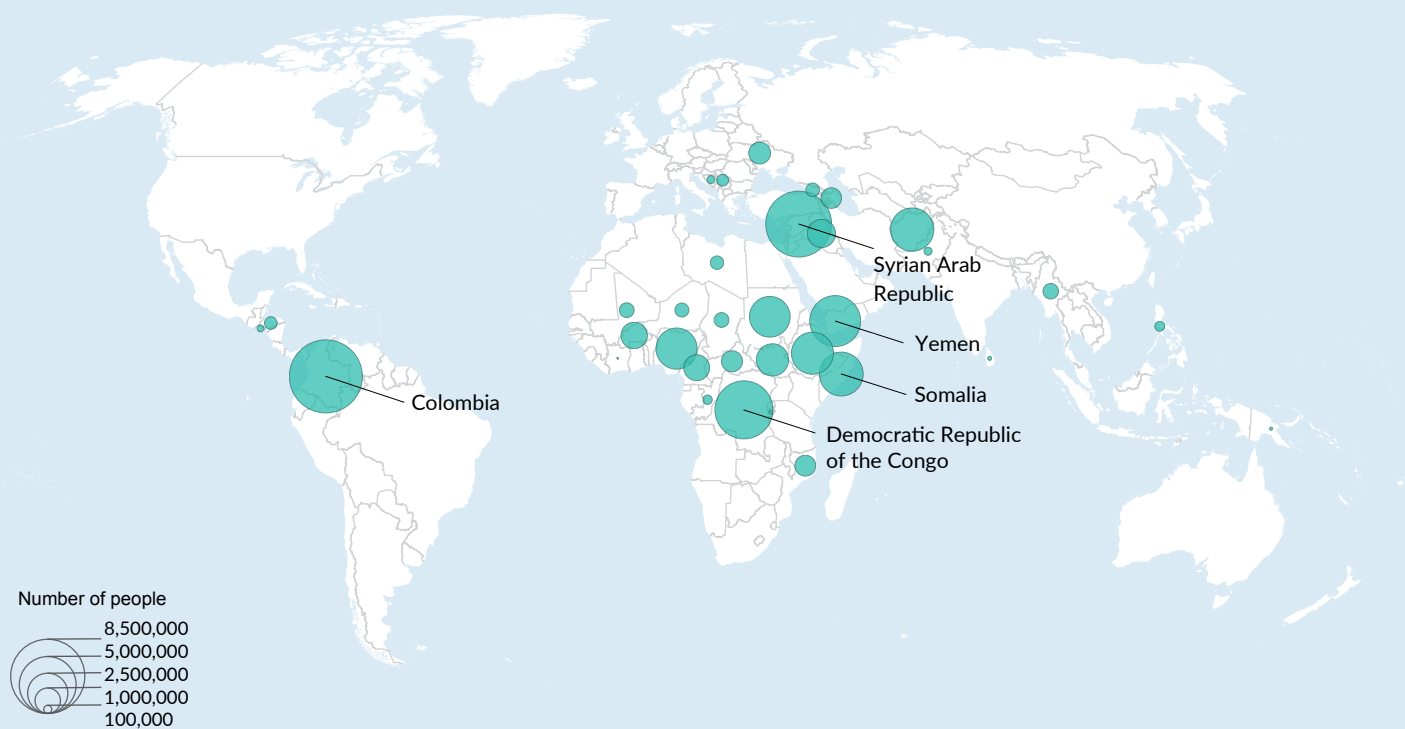 Syrian Arab
Republic
Yemen
Somalia
Colombia
Democratic Republic
of the Congo
Number of people
8,500,000
5,000,000
2,500,000
1,000,000
100,000